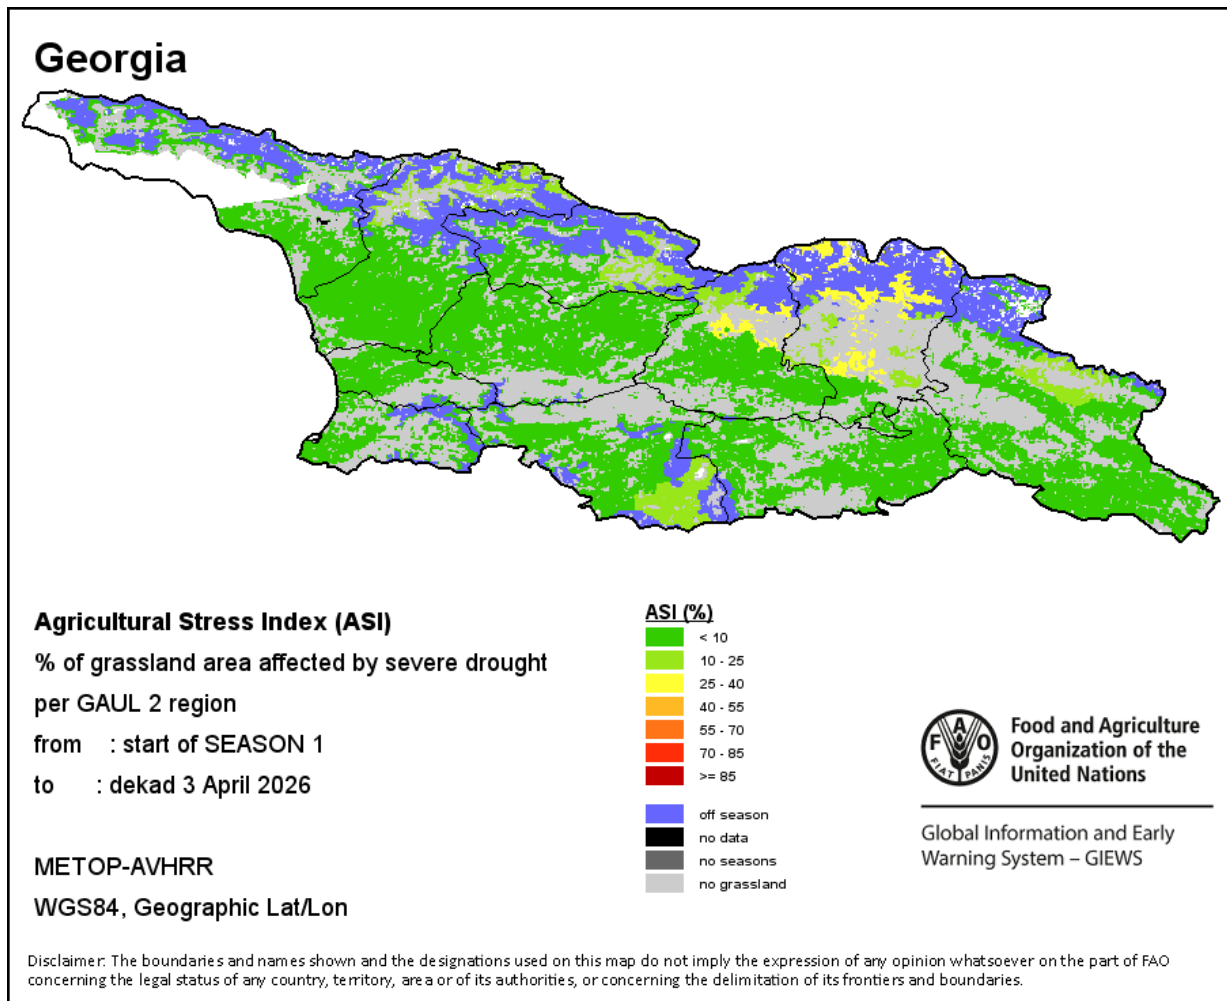 Georgia
Agricultural Stress Index (ASI)
% of grassland area affected by severe drought
per GAUL 2 region
from : start of SEASON 1
to : dekad 3 April 2026
METOP-AVHRR
WGS84, Geographic Lat/Lon
ASI (%)
< 10
10 - 25
25 - 40
40 - 55
55 - 70
70 - 85
>= 85
off season
no data
no seasons
no grassland
F A O
FIAT PANIS
Food and Agriculture
Organization of the
United Nations
Global Information and Early
Warning System – GIEWS
Disclaimer: The boundaries and names shown and the designations used on this map do not imply the expression of any opinion whatsoever on the part of FAO
concerning the legal status of any country, territory, area or of its authorities, or concerning the delimitation of its frontiers and boundaries.